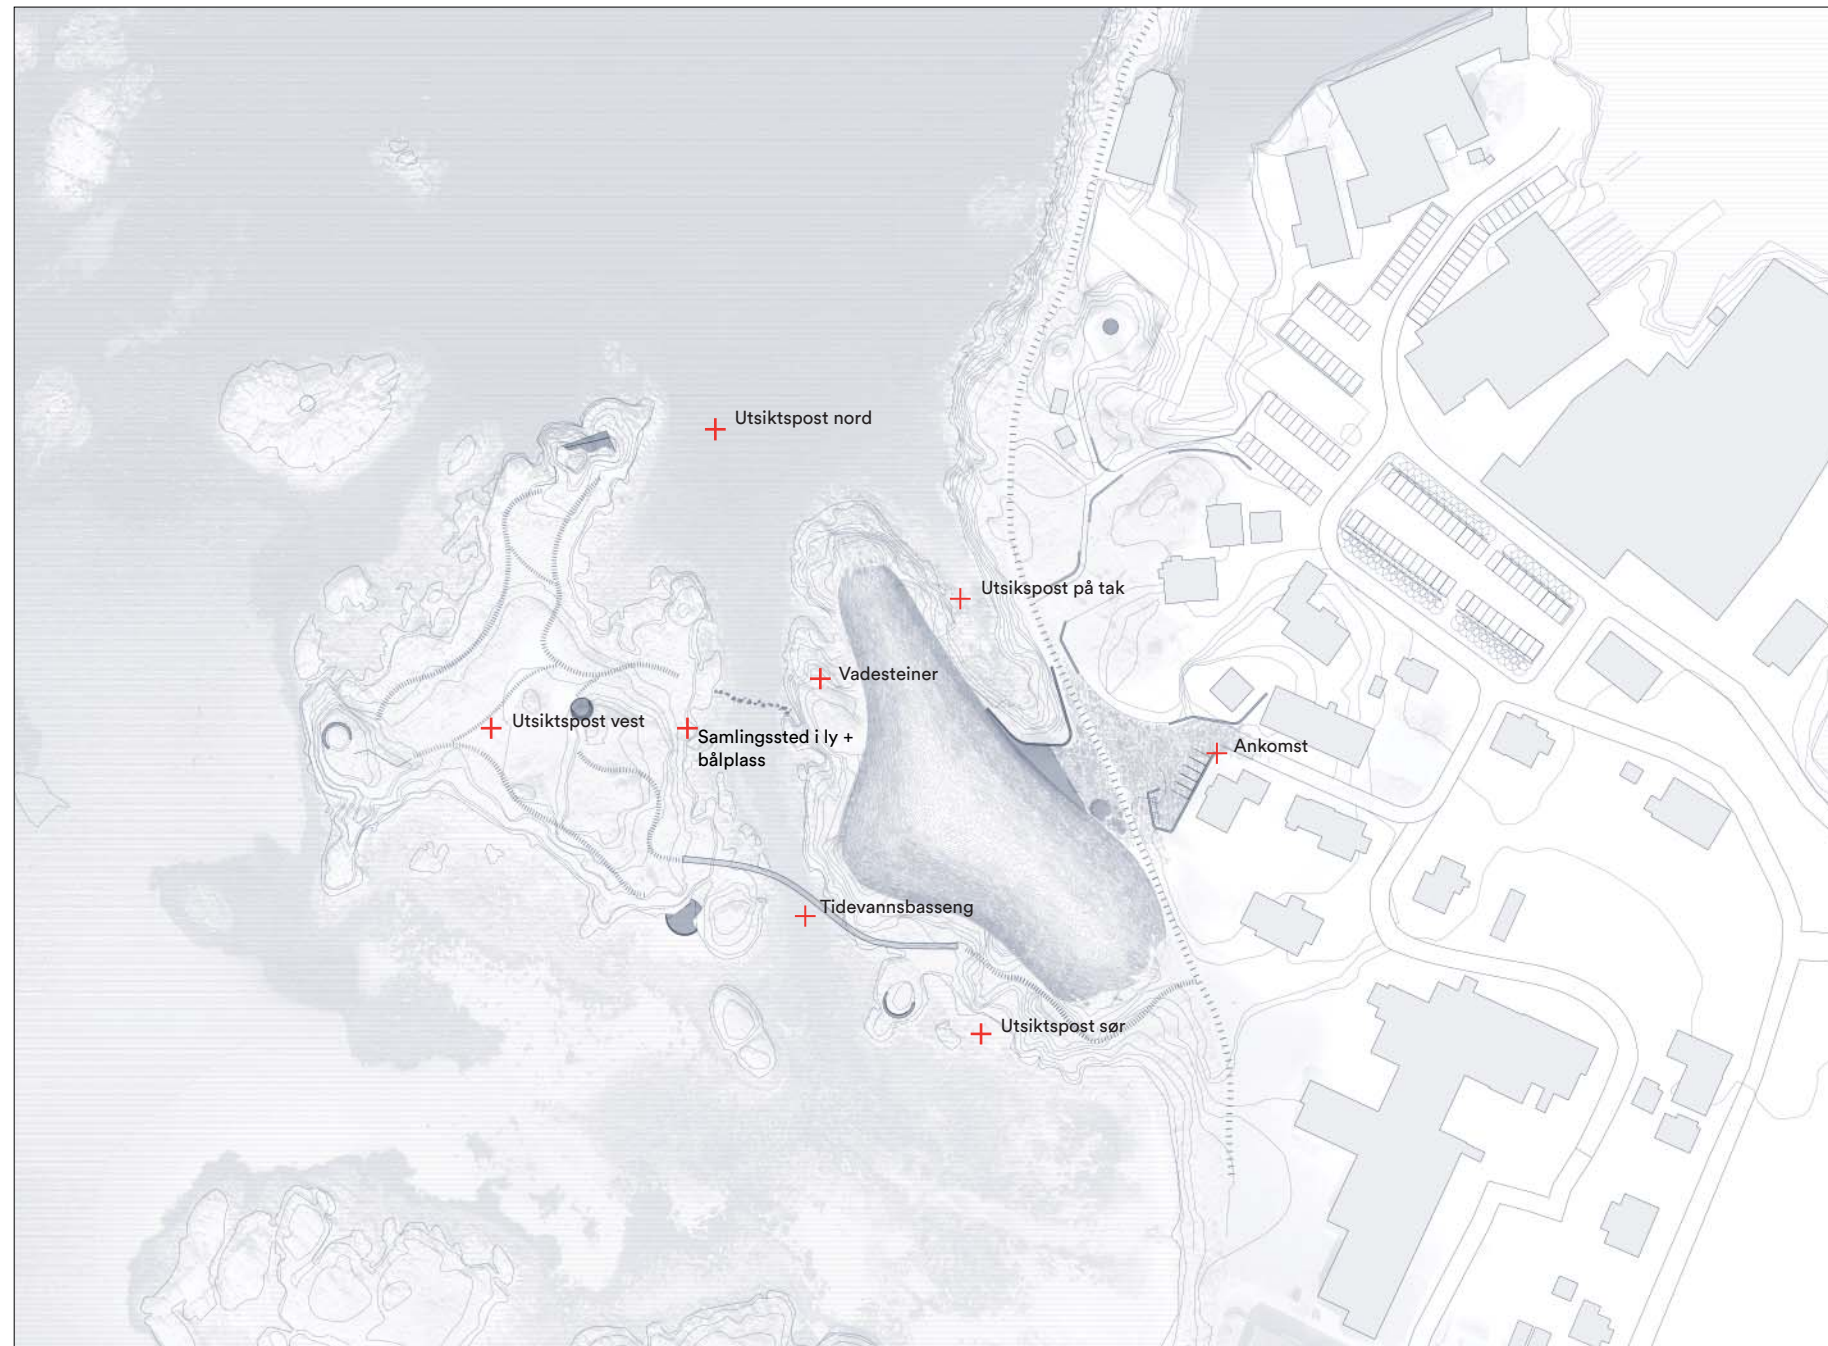 Utsiktspost nord
Utsikspost på tak
Vadesteiner
Utsiktspost vest
Samlingssted i ly +
bålplass
Ankomst
Tidevannsbasseng
Utsiktspost sør